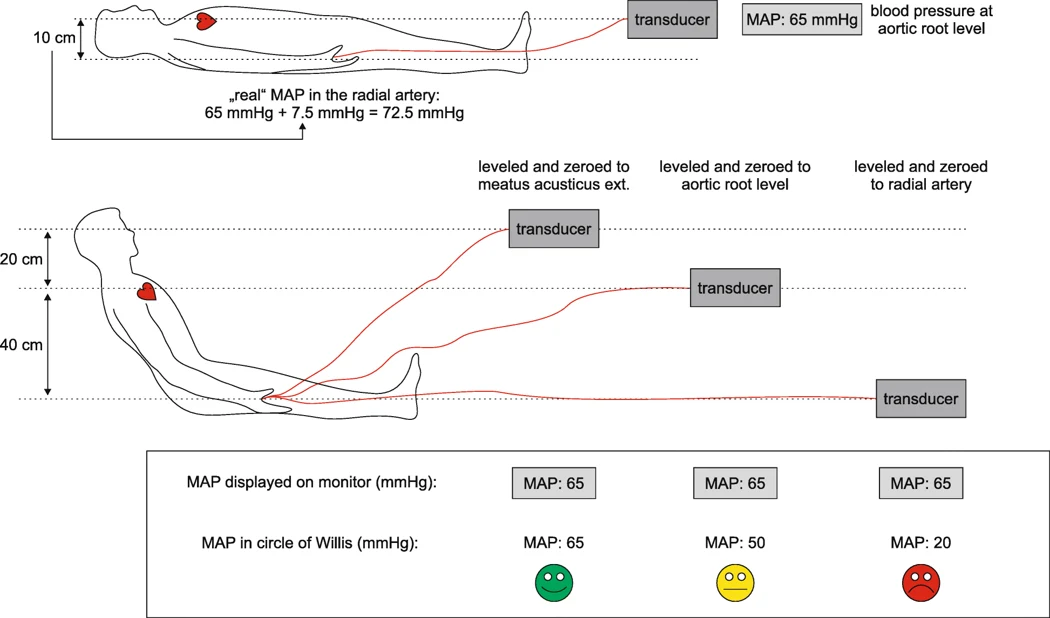 transducer
MAP: 65 mmHg
blood pressure at
aortic root level
10 cm
„real“ MAP in the radial artery:
65 mmHg + 7.5 mmHg = 72.5 mmHg
leveled and zeroed to
meatus acusticus ext.
leveled and zeroed to
aortic root level
leveled and zeroed
to radial artery
transducer
20 cm
transducer
40 cm
transducer
MAP displayed on monitor (mmHg):
MAP: 65
MAP: 65
MAP: 65
MAP in circle of Willis (mmHg):
MAP: 65
MAP: 50
MAP: 20